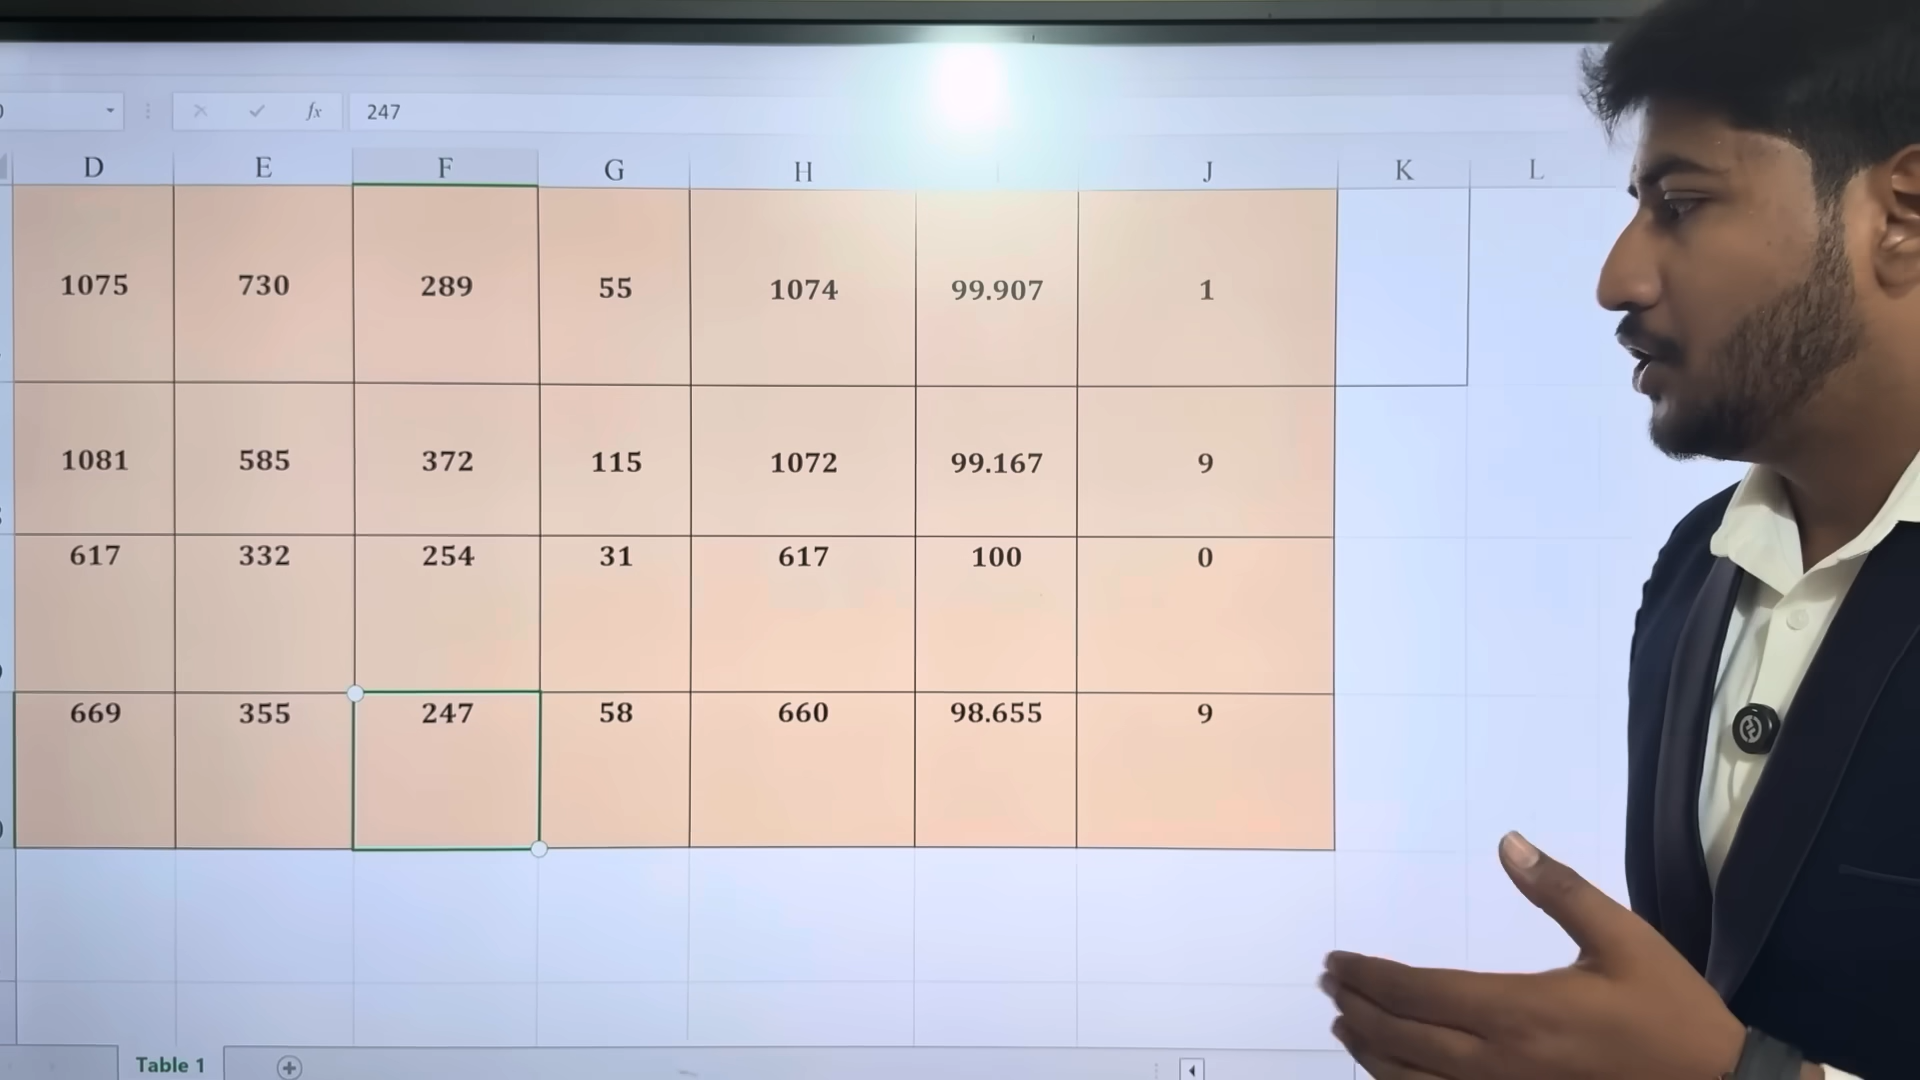 fx 247
D E F G H J K L
1075 730 289 55 1074 99.907 1
1081 585 372 115 1072 99.167 9
617 332 254 31 617 100 0
669 355 247 58 660 98.655 9
Table 1